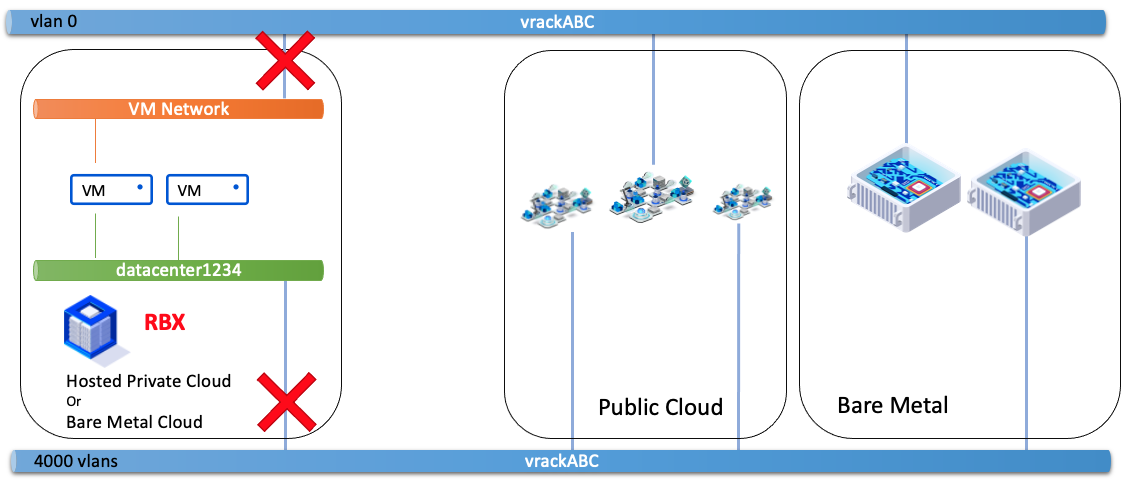 vlan 0
vrackABC
VM Network
VM
VM
datacenter1234
RBX
Hosted Private Cloud
Or
Bare Metal Cloud
Public Cloud
Bare Metal
4000 vlans
vrackABC